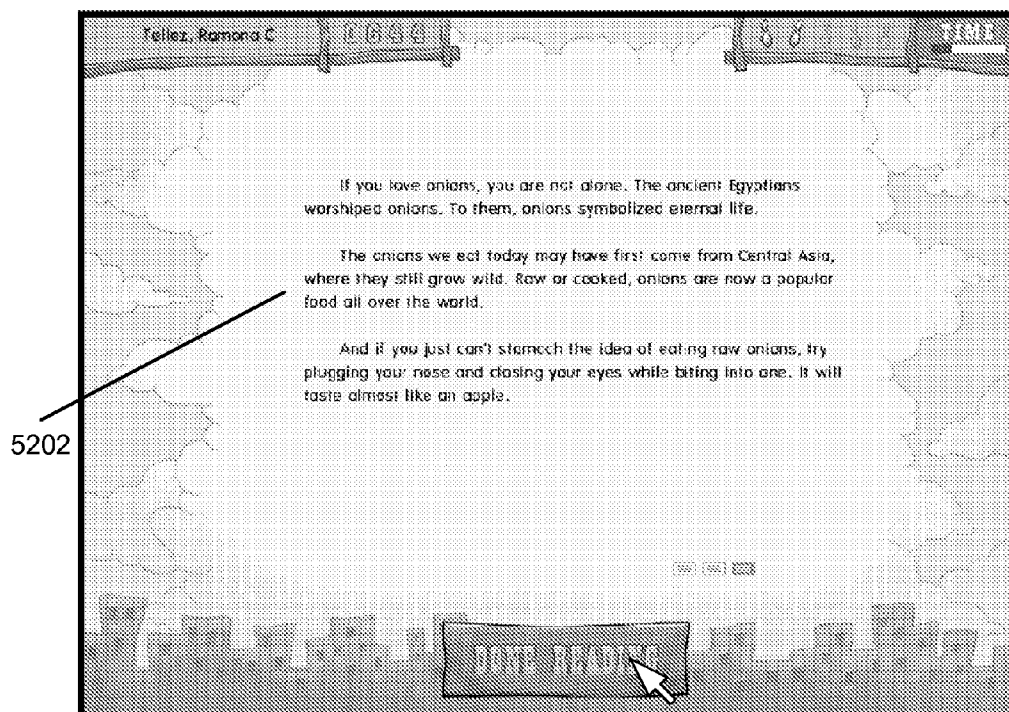 Tellez, Ramona C
TIME
If you love onions, you are not alone. The ancient Egyptians
worshiped onions. To them, onions symbolized eternal life.
The onions we eat today may have first come from Central Asia,
where they still grow wild. Raw or cooked, onions are now a popular
food all over the world.
And if you just can't stomach the idea of eating raw onions, try
plugging your nose and closing your eyes while biting into one. It will
taste almost like an apple.
5202
DONE READING